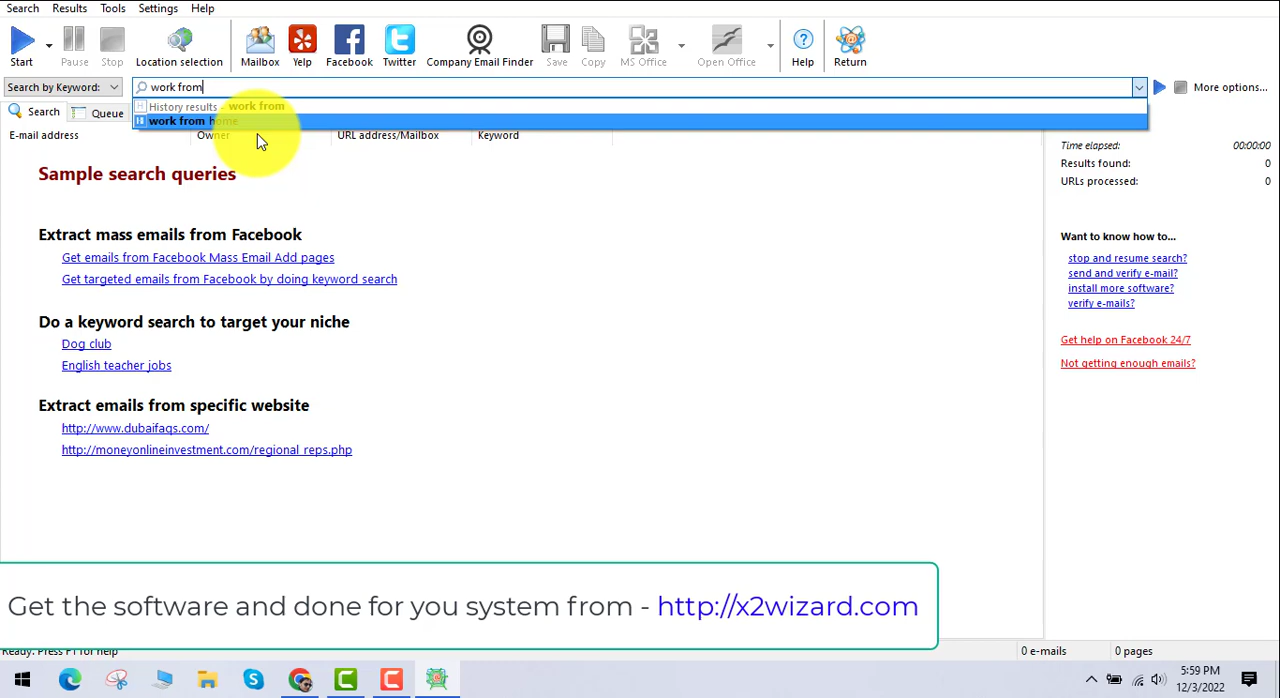 Search Results Tools Settings Help
Start Pause Stop Location selection Mailbox Yelp Facebook Twitter Company Email Finder Save Copy MS Office Open Office Help Return
Search by Keyword: work from More options...
History results - work from
work from home
Search Queue
E-mail address Owner URL address/Mailbox Keyword
Time elapsed: 00:00:00
Results found: 0
URLs processed: 0
Sample search queries
Extract mass emails from Facebook
Get emails from Facebook Mass Email Add pages
Get targeted emails from Facebook by doing keyword search
Do a keyword search to target your niche
Dog club
English teacher jobs
Extract emails from specific website
http://www.dubaifaqs.com/
http://moneyonlineinvestment.com/regional_reps.php
Want to know how to...
stop and resume search?
send and verify e-mail?
install more software?
verify e-mails?
Get help on Facebook 24/7
Not getting enough emails?
Get the software and done for you system from - http://x2wizard.com
Ready. Press F1 for help 0 e-mails 0 pages
5:59 PM
12/3/2022